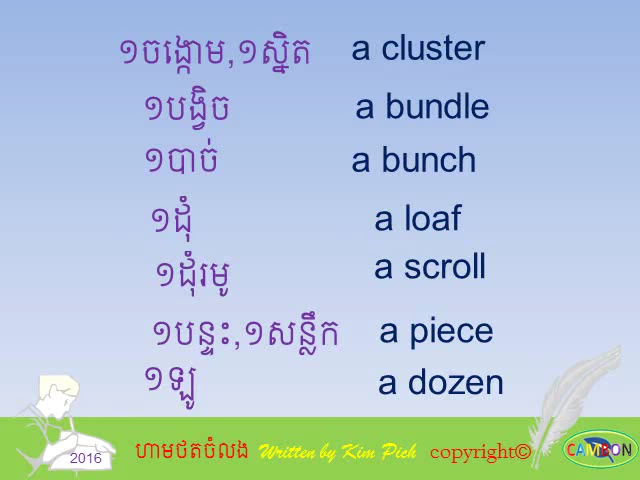 ១ចង្កោម,១ស្និត a cluster
១បង្វិច a bundle
១បាច់ a bunch
១ដុំ a loaf
១ដុំរមូ a scroll
១បន្ទះ,១សន្លឹក a piece
១ឡូ a dozen
2016 ហាមថតចំលង Written by Kim Pich copyright© CAMBON